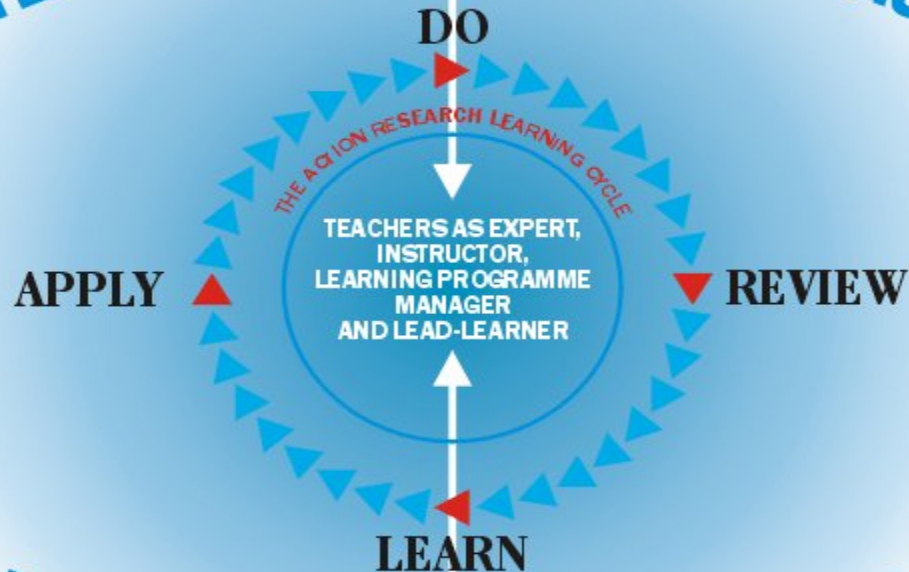 DO
THE ACTION RESEARCH LEARNING CYCLE
TEACHERS AS EXPERT,
INSTRUCTOR,
LEARNING PROGRAMME
MANAGER
AND LEAD-LEARNER
APPLY
REVIEW
LEARN